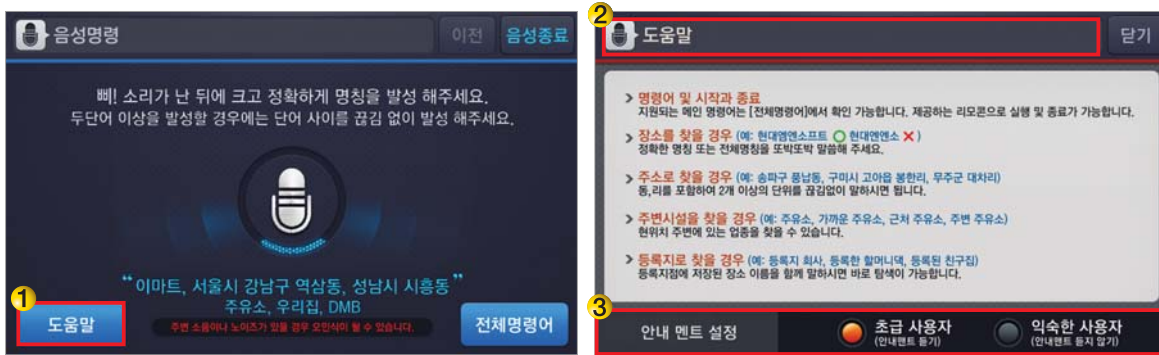 1
음성명령
이전
음성종료
삐! 소리가 난 뒤에 크고 정확하게 명칭을 발성 해주세요.
두단어 이상을 발성할 경우에는 단어 사이를 끊김 없이 발성 해주세요.
“이마트, 서울시 강남구 역삼동, 성남시 시흥동”
주유소, 우리집, DMB
도움말
주변 소음이나 노이즈가 있을 경우 오인식이 될 수 있습니다.
전체명령어
2
도움말
닫기
> 명령어 및 시작과 종료
지원되는 메인 명령어는 [전체명령어]에서 확인 가능합니다. 제공하는 리모콘으로 실행 및 종료가 가능합니다.
> 장소를 찾을 경우 (예: 현대엠엔소프트 O 현대엔엔소 X)
정확한 명칭 또는 전체명칭을 또박또박 말씀해 주세요.
> 주소로 찾을 경우 (예: 송파구 풍납동, 구미시 고아읍 봉한리, 무주군 대차리)
동,리를 포함하여 2개 이상의 단위를 끊김없이 말하시면 됩니다.
> 주변시설을 찾을 경우 (예: 주유소, 가까운 주유소, 근처 주유소, 주변 주유소)
현위치 주변에 있는 업종을 찾을 수 있습니다.
> 등록지로 찾을 경우 (예: 등록지 회사, 등록한 할머니댁, 등록된 친구집)
등록지점에 저장된 장소 이름을 함께 말하시면 바로 탐색이 가능합니다.
3
안내 멘트 설정
초급 사용자
(안내멘트 듣기)
익숙한 사용자
(안내멘트 듣지 않기)